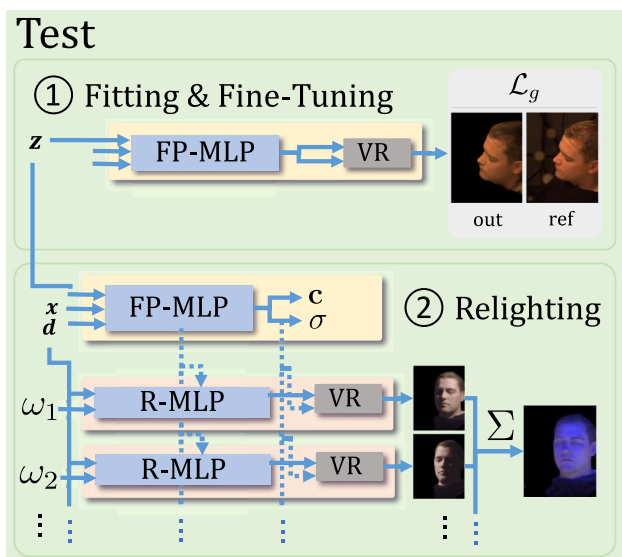 Test
① Fitting & Fine-Tuning
z
FP-MLP
VR
ℒg
out ref
x
d
FP-MLP
c
σ
② Relighting
ω1
R-MLP
VR
Σ
ω2
R-MLP
VR